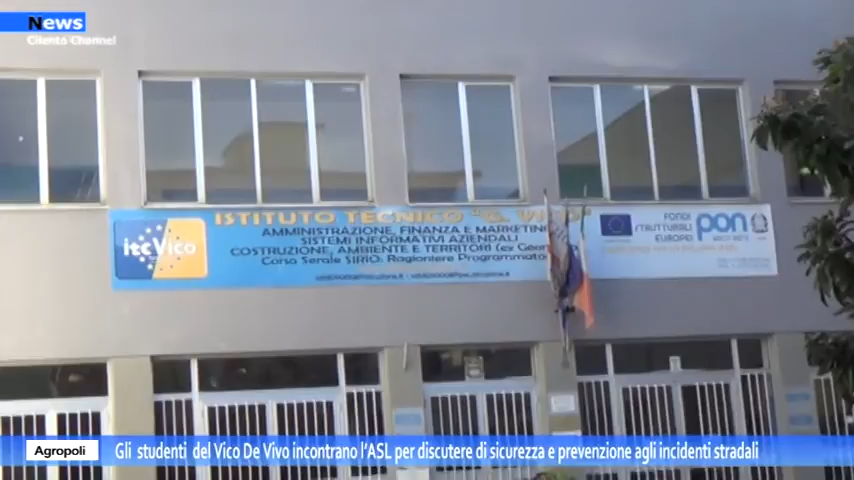 News
Cilento Channel
ISTITUTO TECNICO "G. VICO"
itcVico
AMMINISTRAZIONE, FINANZA E MARKETING
SISTEMI INFORMATIVI AZIENDALI
COSTRUZIONE, AMBIENTE E TERRITORIO
Corso Serale SIRIO: Ragioniere Programmatore
FONDI
STRUTTURALI
EUROPEI
pon
Agropoli
Gli studenti del Vico De Vivo incontrano l'ASL per discutere di sicurezza e prevenzione agli incidenti stradali